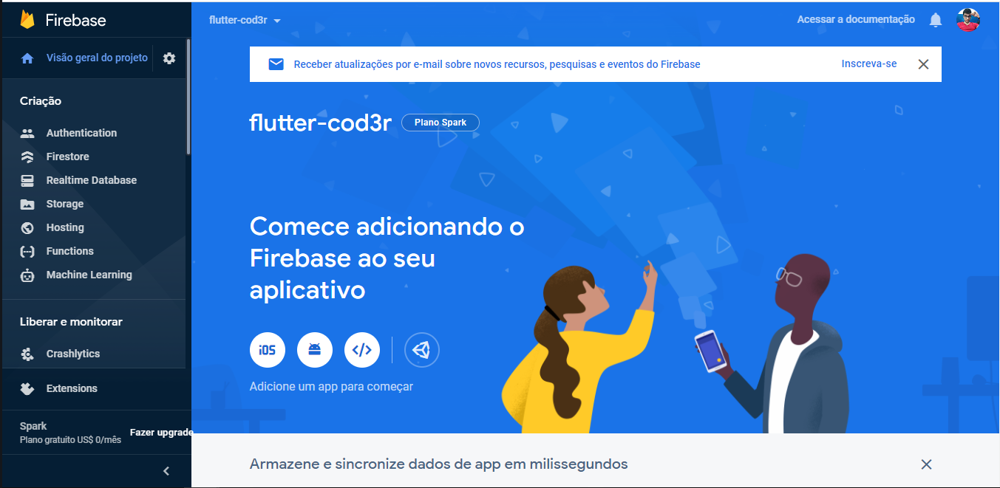 Firebase
flutter-cod3r
Acessar a documentação
Visão geral do projeto
Receber atualizações por e-mail sobre novos recursos, pesquisas e eventos do Firebase
Inscreva-se
Criação
Authentication
Firestore
Realtime Database
Storage
Hosting
Functions
Machine Learning
Liberar e monitorar
Crashlytics
Extensions
Spark
Plano gratuito US$ 0/mês
Fazer upgrade
flutter-cod3r
Plano Spark
Comece adicionando o
Firebase ao seu
aplicativo
iOS
Adicione um app para começar
Armazene e sincronize dados de app em milissegundos